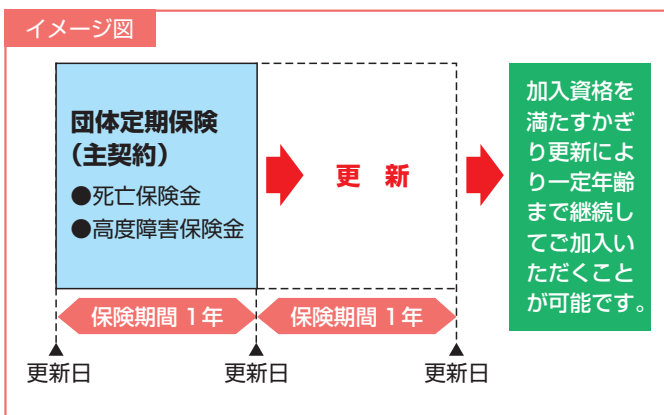 イメージ図
団体定期保険
(主契約)
●死亡保険金
●高度障害保険金
更 新
加入資格を
満たすかぎ
り更新によ
り一定年齢
まで継続し
てご加入い
ただくこと
が可能です。
保険期間 1年
保険期間 1年
更新日
更新日
更新日